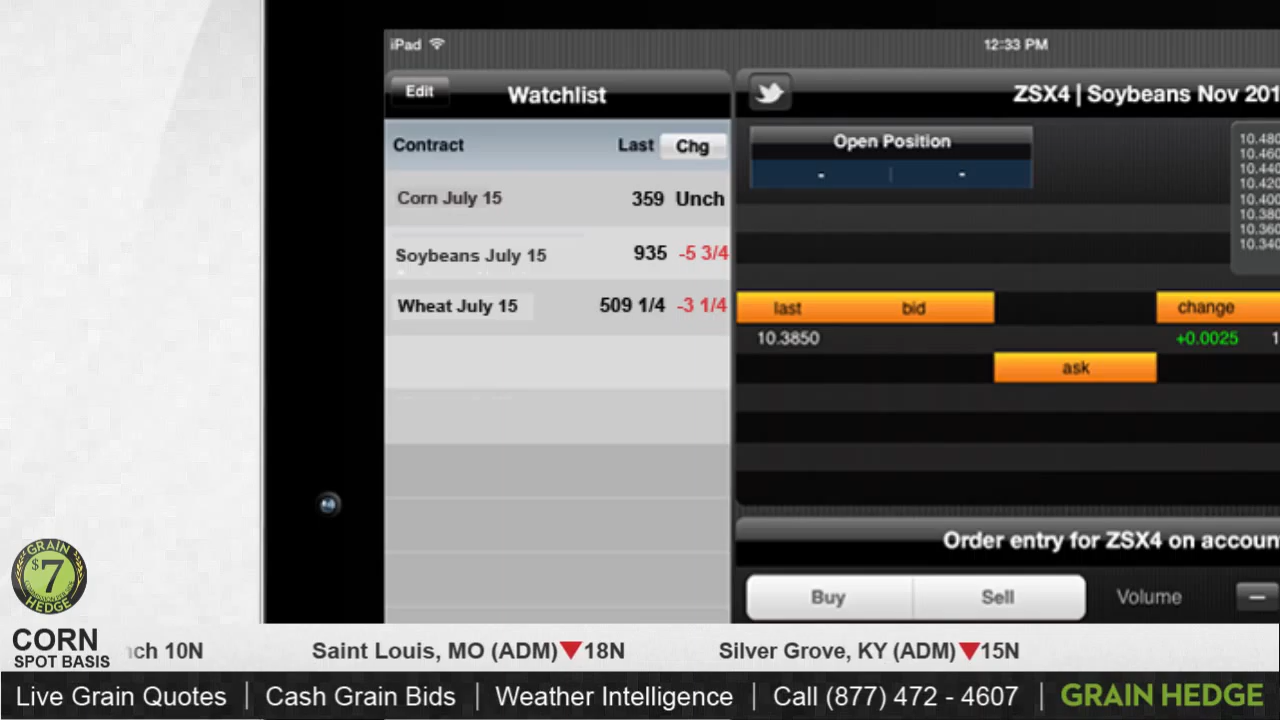 iPad 12:33 PM
Edit Watchlist ZSX4 | Soybeans Nov 201
Contract Last Chg
Corn July 15 359 Unch
Soybeans July 15 935 -5 3/4
Wheat July 15 509 1/4 -3 1/4
Open Position
- -
10.480
10.460
10.440
10.420
10.400
10.380
10.360
10.340
last bid change
10.3850 +0.0025 1
ask
Order entry for ZSX4 on accoun
Buy Sell Volume −
GRAIN
$7
HEDGE
CORN
SPOT BASIS
ch 10N Saint Louis, MO (ADM)▼18N Silver Grove, KY (ADM)▼15N
Live Grain Quotes | Cash Grain Bids | Weather Intelligence | Call (877) 472 - 4607 | GRAIN HEDGE